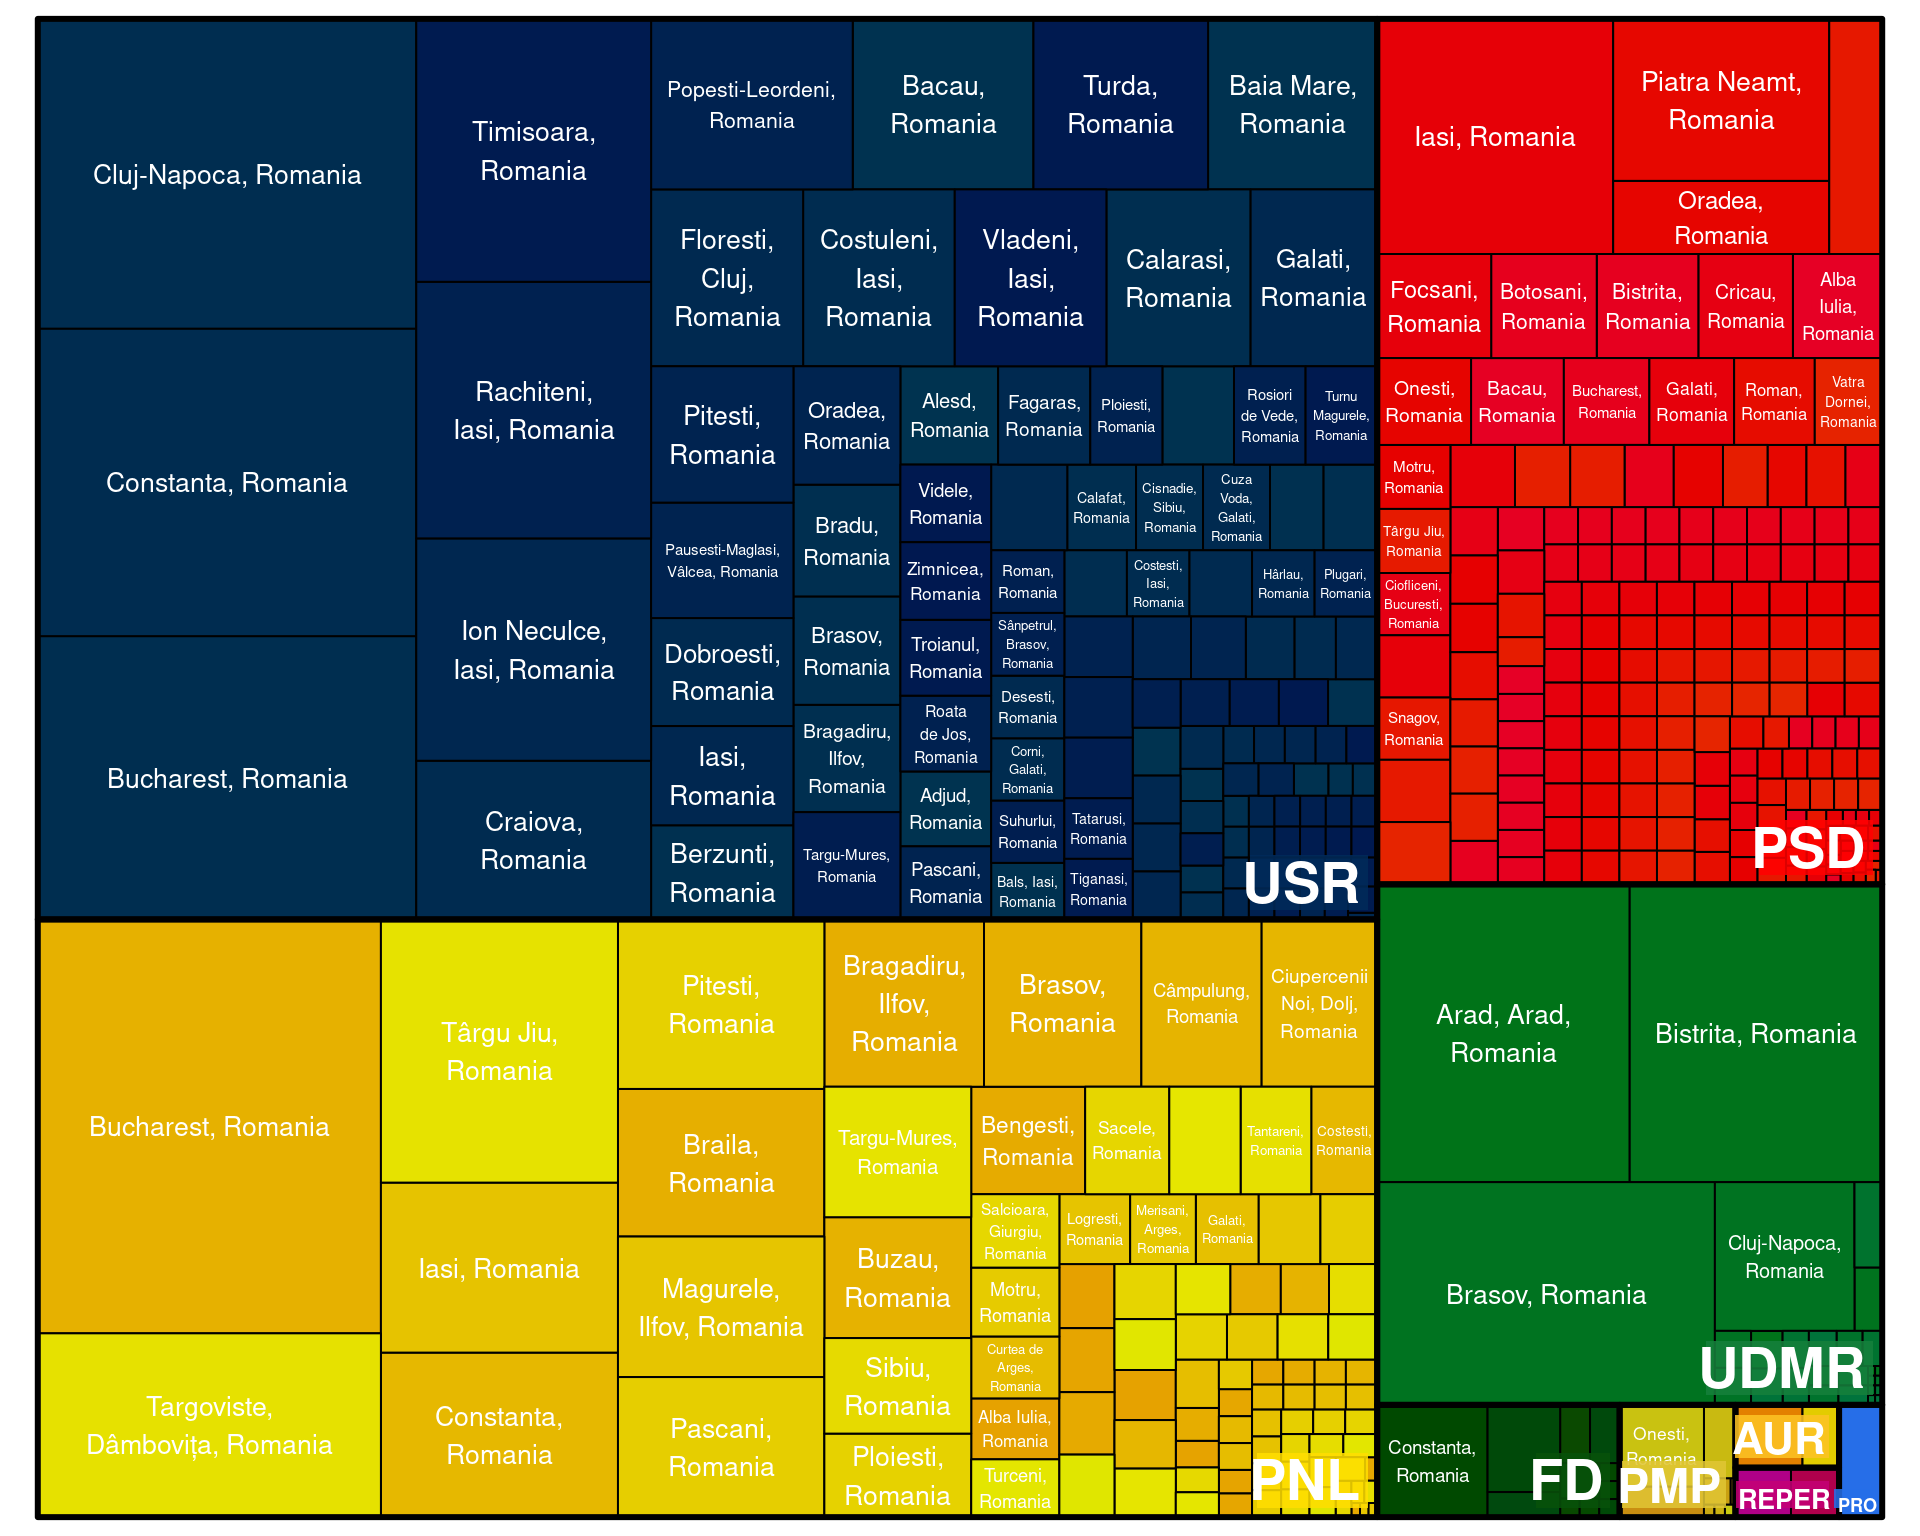 Cluj-Napoca, Romania
Constanta, Romania
Bucharest, Romania
Timisoara,
Romania
Rachiteni,
Iasi, Romania
Ion Neculce,
Iasi, Romania
Craiova,
Romania
Popesti-Leordeni,
Romania
Bacau,
Romania
Turda,
Romania
Baia Mare,
Romania
Floresti,
Cluj,
Romania
Costuleni,
Iasi,
Romania
Vladeni,
Iasi,
Romania
Calarasi,
Romania
Galati,
Romania
Pitesti,
Romania
Pausesti-Maglasi,
Vâlcea, Romania
Dobroesti,
Romania
Iasi,
Romania
Berzunti,
Romania
Oradea,
Romania
Bradu,
Romania
Brasov,
Romania
Bragadiru,
Ilfov,
Romania
Targu-Mures,
Romania
Alesd,
Romania
Fagaras,
Romania
Ploiesti,
Romania
Rosiori
de Vede,
Romania
Turnu
Magurele,
Romania
Videle,
Romania
Zimnicea,
Romania
Troianul,
Romania
Roata
de Jos,
Romania
Adjud,
Romania
Pascani,
Romania
Calafat,
Romania
Cisnadie,
Sibiu,
Romania
Cuza
Voda,
Galati,
Romania
Roman,
Romania
Costesti,
Iasi,
Romania
Hârlau,
Romania
Plugari,
Romania
Sânpetrul,
Brasov,
Romania
Desesti,
Romania
Corni,
Galati,
Romania
Suhurlui,
Romania
Bals, Iasi,
Romania
Tatarusi,
Romania
Tiganasi,
Romania
USR
Iasi, Romania
Piatra Neamt,
Romania
Oradea,
Romania
Focsani,
Romania
Botosani,
Romania
Bistrita,
Romania
Cricau,
Romania
Alba
Iulia,
Romania
Onesti,
Romania
Bacau,
Romania
Bucharest,
Romania
Galati,
Romania
Roman,
Romania
Vatra
Dornei,
Romania
Motru,
Romania
Târgu Jiu,
Romania
Ciofliceni,
Bucuresti,
Romania
Snagov,
Romania
PSD
Bucharest, Romania
Targoviste,
Dâmbovița, Romania
Târgu Jiu,
Romania
Iasi, Romania
Constanta,
Romania
Pitesti,
Romania
Braila,
Romania
Magurele,
Ilfov, Romania
Pascani,
Romania
Bragadiru,
Ilfov,
Romania
Brasov,
Romania
Câmpulung,
Romania
Ciupercenii
Noi, Dolj,
Romania
Targu-Mures,
Romania
Buzau,
Romania
Sibiu,
Romania
Ploiesti,
Romania
Bengesti,
Romania
Sacele,
Romania
Tantareni,
Romania
Costesti,
Romania
Salcioara,
Giurgiu,
Romania
Logresti,
Romania
Merisani,
Arges,
Romania
Galati,
Romania
Motru,
Romania
Curtea de
Arges,
Romania
Alba Iulia,
Romania
Turceni,
Romania
PNL
Arad, Arad,
Romania
Bistrita, Romania
Brasov, Romania
Cluj-Napoca,
Romania
UDMR
Constanta,
Romania
FD
Onesti,
Romania
PMP
AUR
REPER
PRO